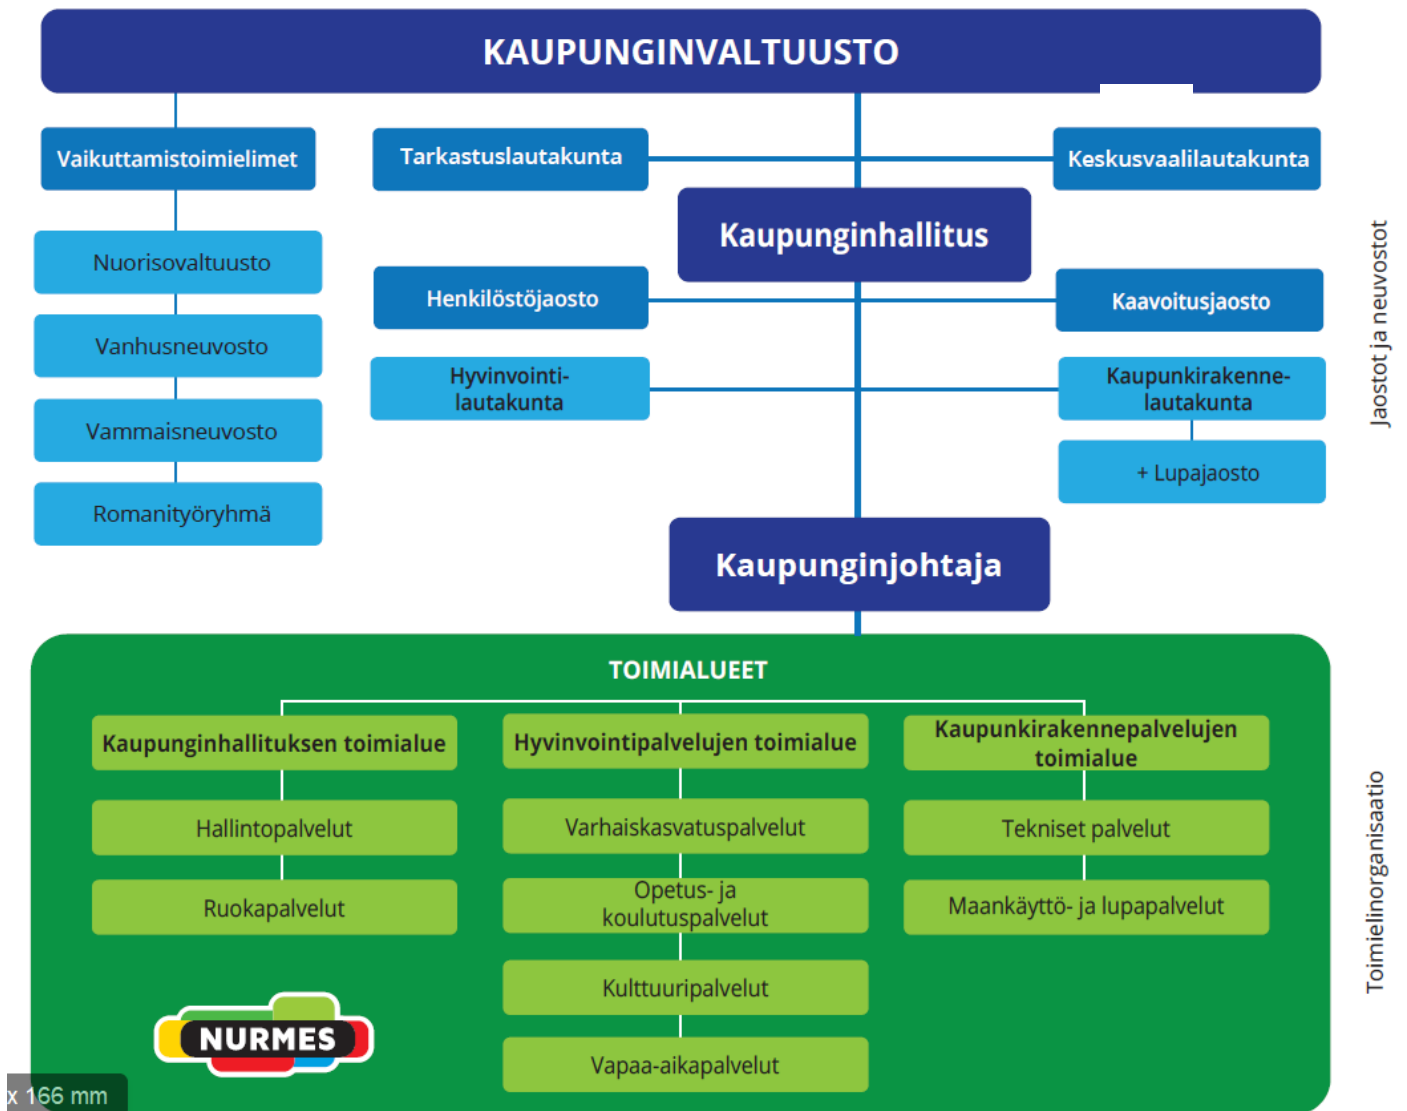 KAUPUNGINVALTUUSTO
Vaikuttamistoimielimet
Nuorisovaltuusto
Vanhusneuvosto
Vammaisneuvosto
Romanityöryhmä
Tarkastuslautakunta
Keskusvaalilautakunta
Kaupunginhallitus
Henkilöstöjaosto
Kaavoitusjaosto
Hyvinvointi-
lautakunta
Kaupunkirakenne-
lautakunta
+ Lupajaosto
Kaupunginjohtaja
Jaostot ja neuvostot
TOIMIALUEET
Kaupunginhallituksen toimialue
Hallintopalvelut
Ruokapalvelut
Hyvinvointipalvelujen toimialue
Varhaiskasvatuspalvelut
Opetus- ja
koulutuspalvelut
Kulttuuripalvelut
Vapaa-aikapalvelut
Kaupunkirakennepalvelujen
toimialue
Tekniset palvelut
Maankäyttö- ja lupapalvelut
Toimielinorganisaatio
NURMES
x 166 mm